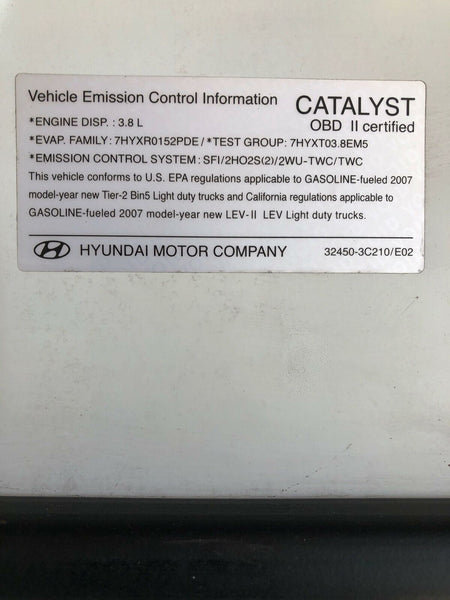 Vehicle Emission Control Information
CATALYST
OBD II certified
*ENGINE DISP. : 3.8 L
*EVAP. FAMILY: 7HYXR0152PDE / *TEST GROUP: 7HYXT03.8EM5
*EMISSION CONTROL SYSTEM : SFI/2HO2S(2)/2WU-TWC/TWC
This vehicle conforms to U.S. EPA regulations applicable to GASOLINE-fueled 2007
model-year new Tier-2 Bin5 Light duty trucks and California regulations applicable to
GASOLINE-fueled 2007 model-year new LEV-II LEV Light duty trucks.
HYUNDAI MOTOR COMPANY
32450-3C210/E02